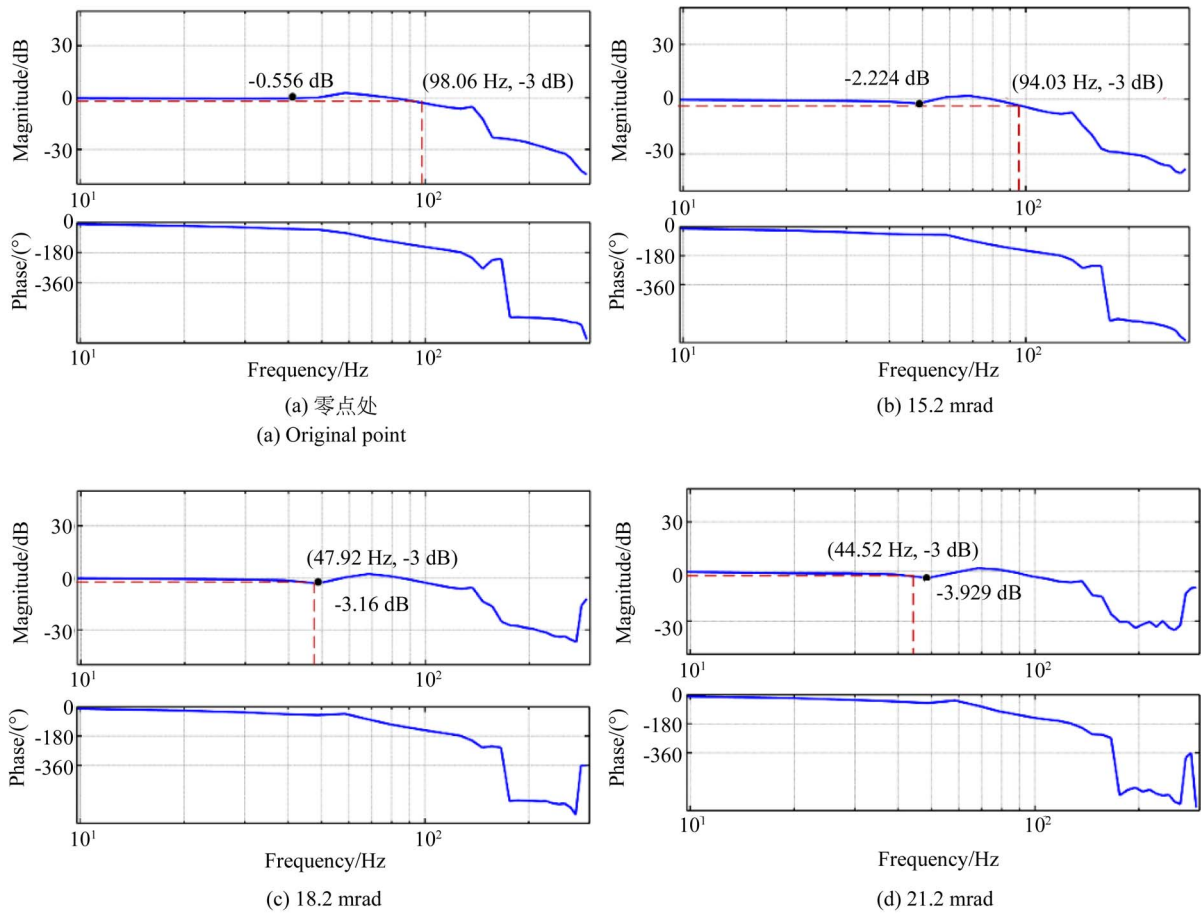 Magnitude/dB
30
0
-30
-0.556 dB
(98.06 Hz, -3 dB)
10¹
10²
Phase/(°)
0
-180
-360
10¹
10²
Frequency/Hz
(a) 零点处
(a) Original point
Magnitude/dB
30
0
-30
-2.224 dB
(94.03 Hz, -3 dB)
10¹
10²
Phase/(°)
0
-180
-360
10¹
10²
Frequency/Hz
(b) 15.2 mrad
Magnitude/dB
30
0
-30
(47.92 Hz, -3 dB)
-3.16 dB
10¹
10²
Phase/(°)
0
-180
-360
10¹
10²
Frequency/Hz
(c) 18.2 mrad
Magnitude/dB
30
0
-30
(44.52 Hz, -3 dB)
-3.929 dB
10¹
10²
Phase/(°)
0
-180
-360
10¹
10²
Frequency/Hz
(d) 21.2 mrad